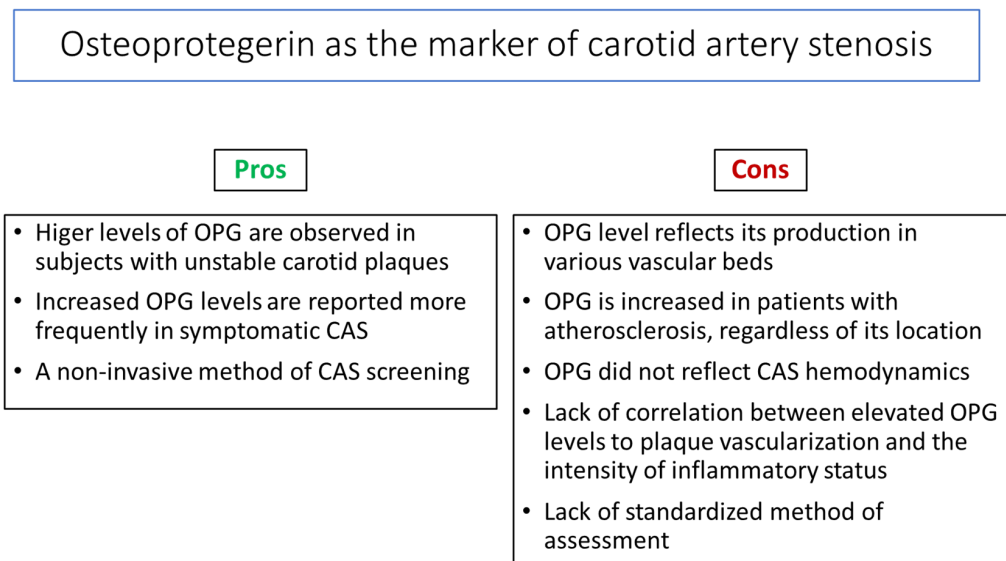 Osteoprotegerin as the marker of carotid artery stenosis
Pros
• Higer levels of OPG are observed in
subjects with unstable carotid plaques
• Increased OPG levels are reported more
frequently in symptomatic CAS
• A non-invasive method of CAS screening
Cons
• OPG level reflects its production in
various vascular beds
• OPG is increased in patients with
atherosclerosis, regardless of its location
• OPG did not reflect CAS hemodynamics
• Lack of correlation between elevated OPG
levels to plaque vascularization and the
intensity of inflammatory status
• Lack of standardized method of
assessment